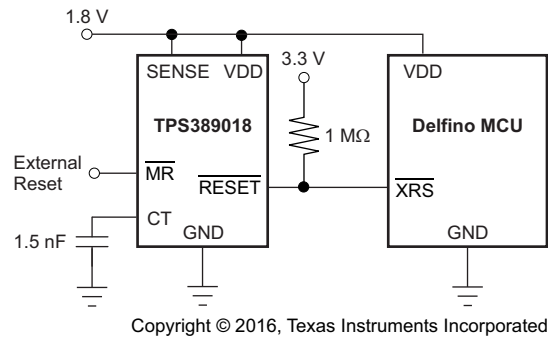 1.8 V
SENSE VDD
3.3 V
VDD
TPS389018
1 MΩ
Delfino MCU
External
Reset
MR
RESET
XRS
CT
1.5 nF
GND
GND
Copyright © 2016, Texas Instruments Incorporated